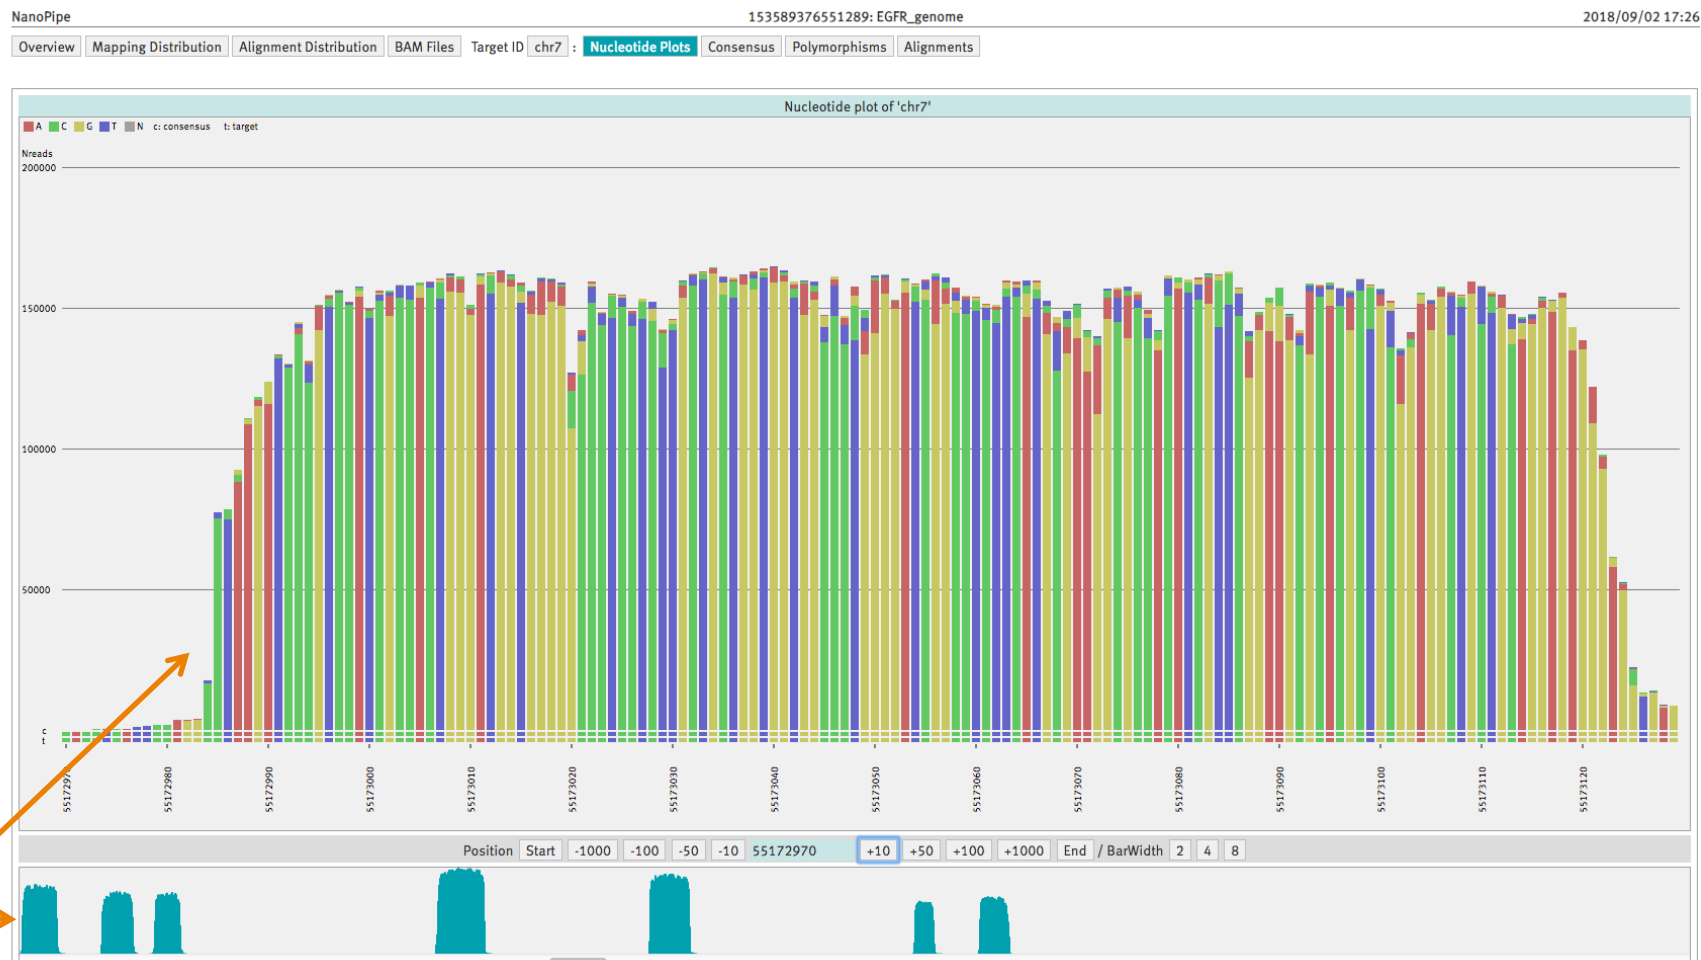 NanoPipe 153589376551289: EGFR_genome 2018/09/02 17:26
Overview Mapping Distribution Alignment Distribution BAM Files Target ID chr7 : Nucleotide Plots Consensus Polymorphisms Alignments
Nucleotide plot of 'chr7'
A C G T N c: consensus t: target
Nreads
200000
150000
100000
50000
c
t
55172970 55172980 55172990 55173000 55173010 55173020 55173030 55173040 55173050 55173060 55173070 55173080 55173090 55173100 55173110 55173120
Position Start -1000 -100 -50 -10 55172970 +10 +50 +100 +1000 End / BarWidth 2 4 8